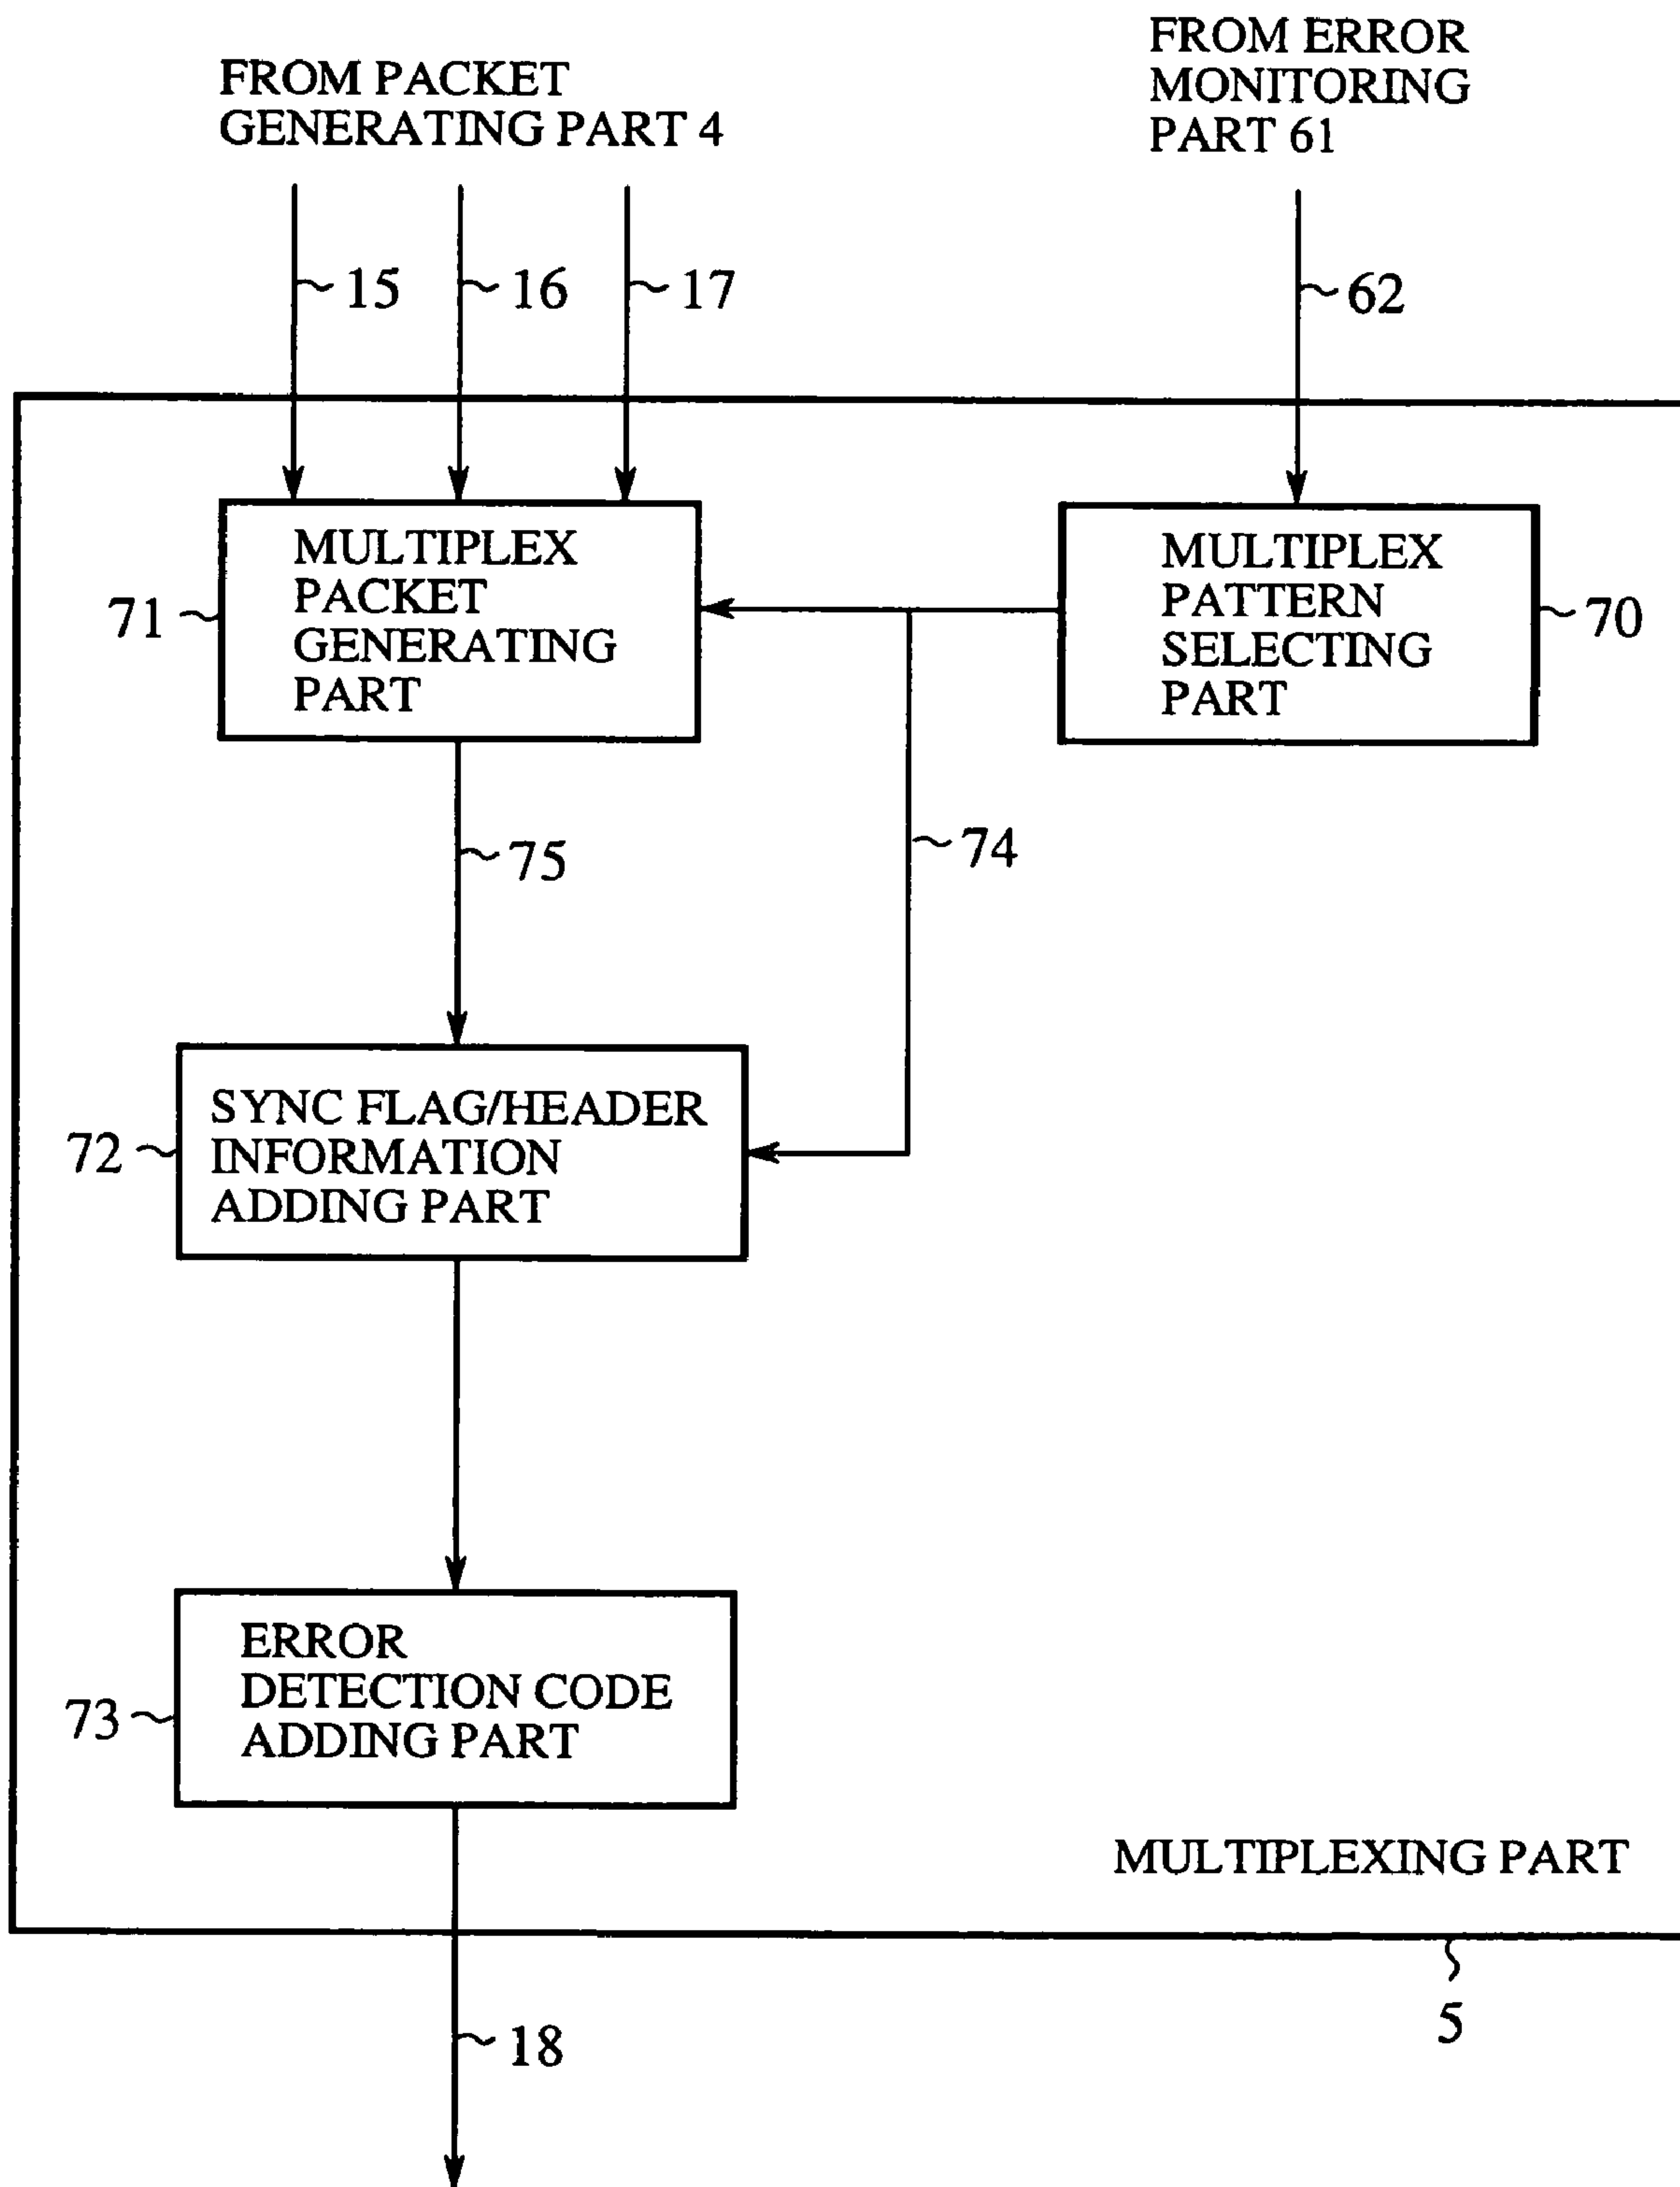 FROM PACKET
GENERATING PART 4
FROM ERROR
MONITORING
PART 61
15
16
17
62
MULTIPLEX
PACKET
GENERATING
PART
71
MULTIPLEX
PATTERN
SELECTING
PART
70
75
74
SYNC FLAG/HEADER
INFORMATION
ADDING PART
72
ERROR
DETECTION CODE
ADDING PART
73
MULTIPLEXING PART
5
18